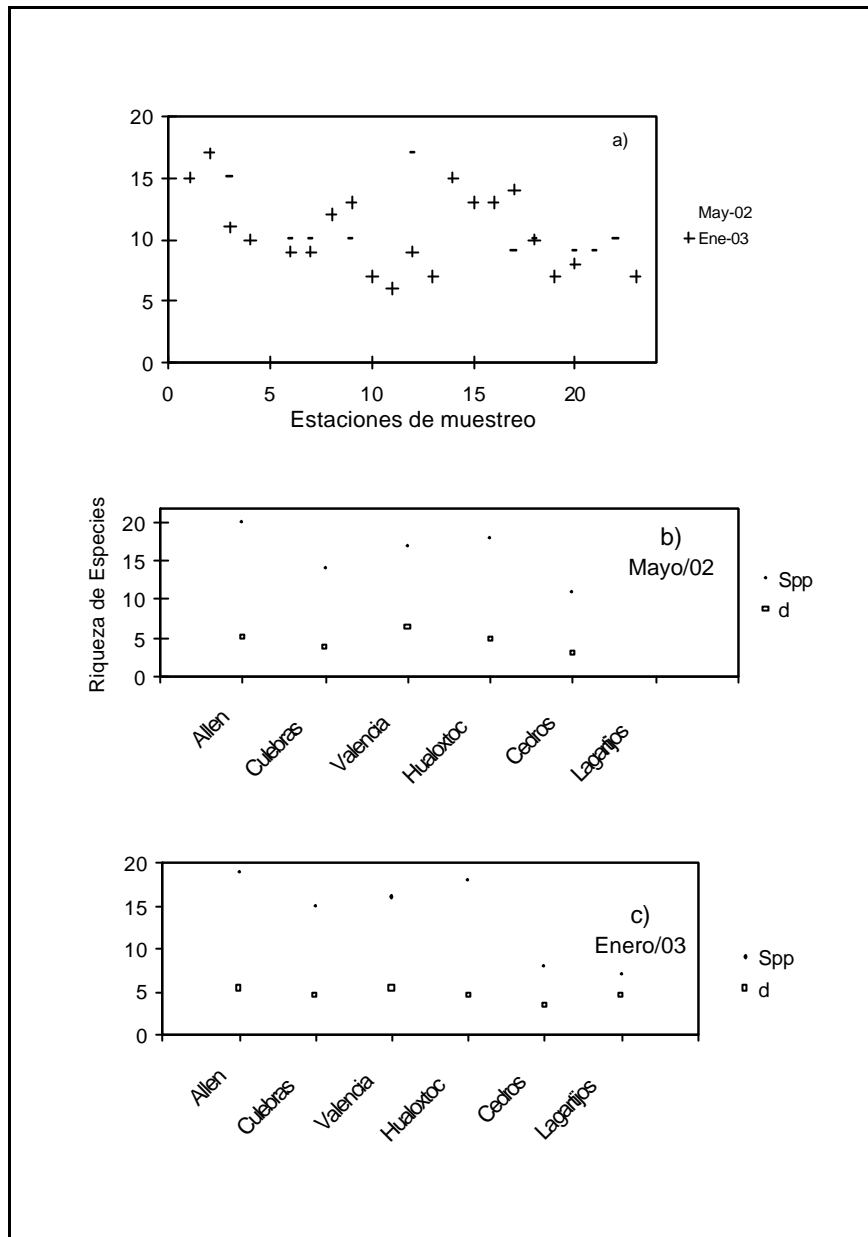 20
15
10
5
0
a)
May-02
Ene-03
0 5 10 15 20
Estaciones de muestreo
Riqueza de Especies
20
15
10
5
0
b)
Mayo/02
Spp
d
Allen
Culebras
Valencia
Hualoxtoc
Cedros
Lagartijos
20
15
10
5
0
c)
Enero/03
Spp
d
Allen
Culebras
Valencia
Hualoxtoc
Cedros
Lagartijos